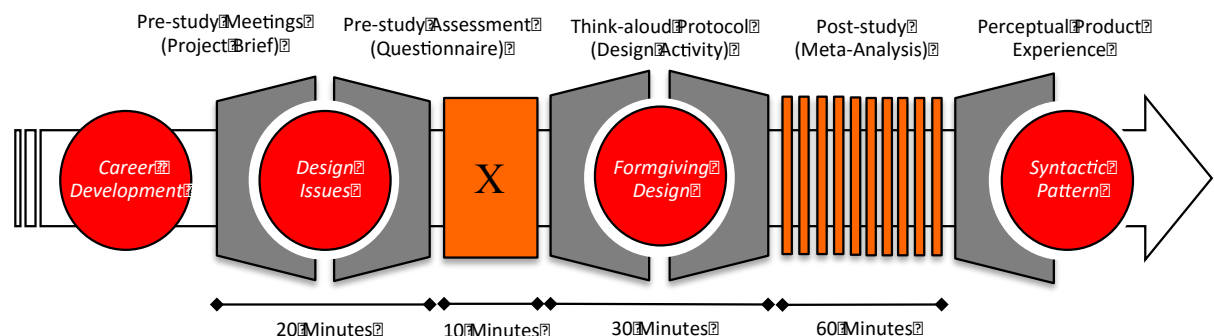 Pre-study Meetings
(Project Brief)
Pre-study Assessment
(Questionnaire)
Think-aloud Protocol
(Design Activity)
Post-study
(Meta-Analysis)
Perceptual Product
Experience
Career
Development
Design
Issues
X
Formgiving
Design
Syntactic
Pattern
20 Minutes
10 Minutes
30 Minutes
60 Minutes